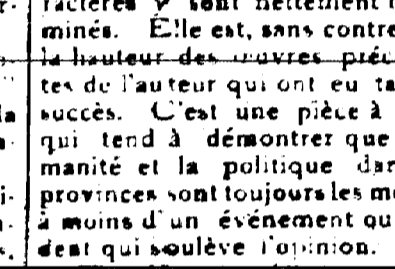 ractères y sont nettement
minés. Elle est, sans contre
la hauteur des œuvres préc
tes de l'auteur qui ont eu ta
succès. C'est une pièce à
qui tend à démontrer que
manité et la politique dan
provinces sont toujours les m
à moins d'un événement qu
dent qui soulève l'opinion.